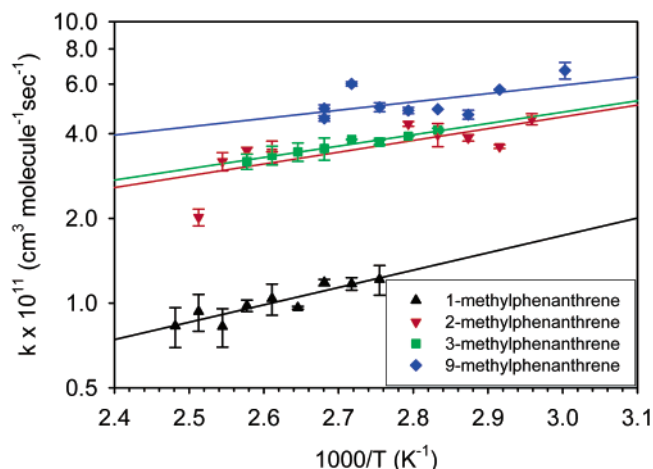 10.0
8.0
6.0
4.0
2.0
1.0
0.5
k x 10¹¹ (cm³ molecule⁻¹sec⁻¹)
1-methylphenanthrene
2-methylphenanthrene
3-methylphenanthrene
9-methylphenanthrene
2.4 2.5 2.6 2.7 2.8 2.9 3.0 3.1
1000/T (K⁻¹)